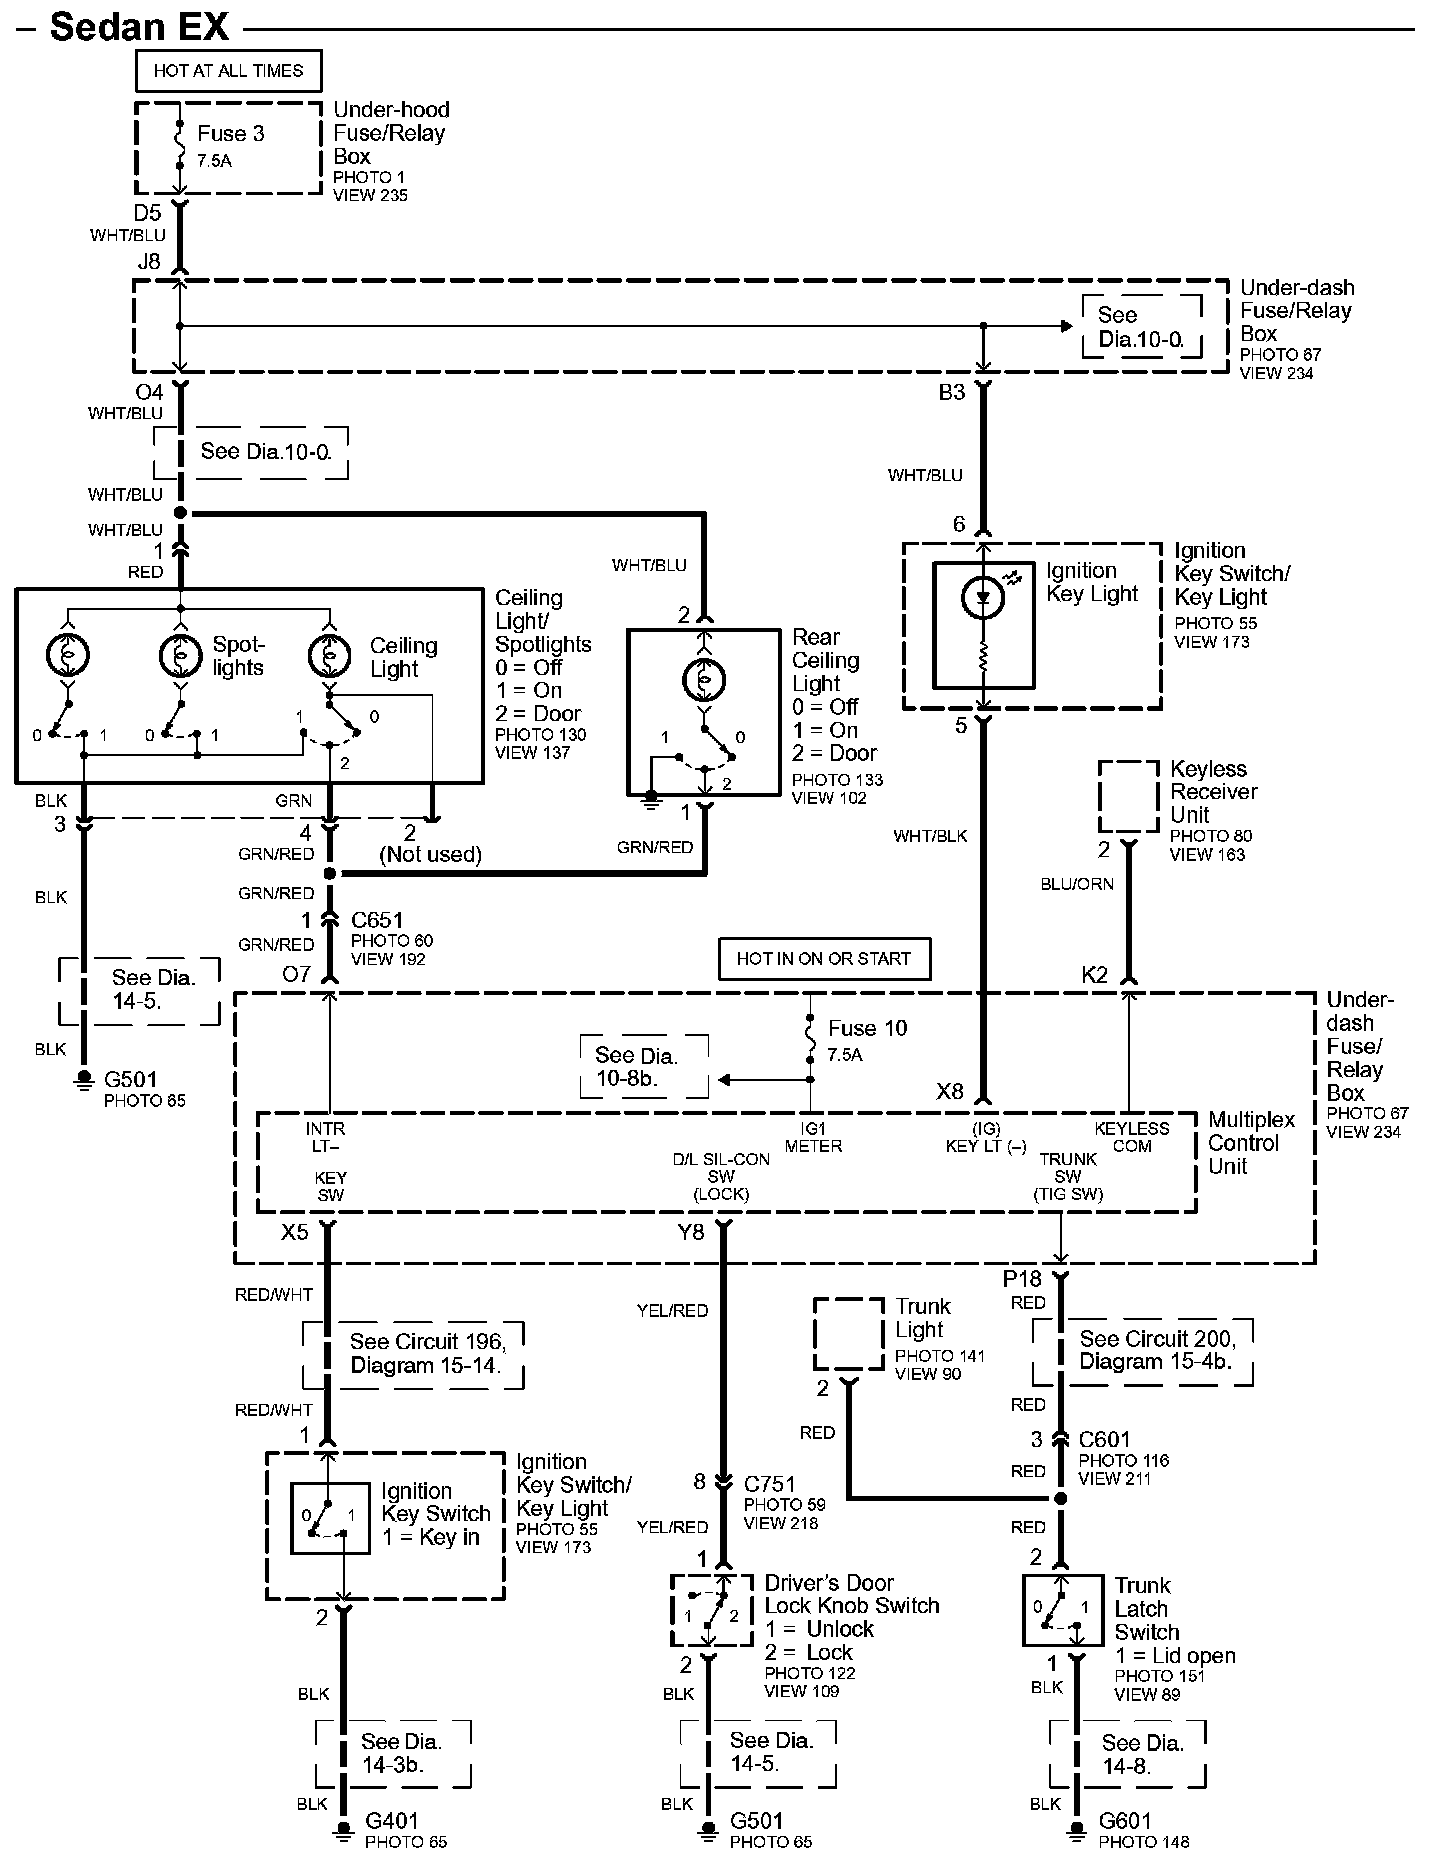 Sedan EX
HOT AT ALL TIMES
Fuse 3
7.5A
Under-hood
Fuse/Relay
Box
PHOTO 1
VIEW 235
D5
WHT/BLU
J8
See
Dia.10-0.
Under-dash
Fuse/Relay
Box
PHOTO 67
VIEW 234
O4
WHT/BLU
B3
See Dia.10-0.
WHT/BLU
WHT/BLU
1
RED
WHT/BLU
WHT/BLU
6
Ignition
Key Light
Ignition
Key Switch/
Key Light
PHOTO 55
VIEW 173
5
Spot-
lights
Ceiling
Light
0
1
0
1
1
0
2
Ceiling
Light/
Spotlights
0 = Off
1 = On
2 = Door
PHOTO 130
VIEW 137
2
1
0
2
Rear
Ceiling
Light
0 = Off
1 = On
2 = Door
PHOTO 133
VIEW 102
1
GRN/RED
BLK
3
GRN
4
2
(Not used)
GRN/RED
GRN/RED
1
C651
PHOTO 60
VIEW 192
GRN/RED
O7
BLK
See Dia.
14-5.
BLK
G501
PHOTO 65
WHT/BLK
Keyless
Receiver
Unit
PHOTO 80
VIEW 163
2
BLU/ORN
K2
HOT IN ON OR START
Fuse 10
7.5A
See Dia.
10-8b.
X8
Under-
dash
Fuse/
Relay
Box
PHOTO 67
VIEW 234
INTR
LT–
KEY
SW
D/L SIL-CON
SW
(LOCK)
IG1
METER
(IG)
KEY LT (–)
TRUNK
SW
(TIG SW)
KEYLESS
COM
Multiplex
Control
Unit
X5
Y8
P18
RED/WHT
See Circuit 196,
Diagram 15-14.
RED/WHT
1
0
1
Ignition
Key Switch
1 = Key in
Ignition
Key Switch/
Key Light
PHOTO 55
VIEW 173
2
BLK
See Dia.
14-3b.
BLK
G401
PHOTO 65
YEL/RED
8
C751
PHOTO 59
VIEW 218
YEL/RED
1
1
2
Driver's Door
Lock Knob Switch
1 = Unlock
2 = Lock
PHOTO 122
VIEW 109
2
BLK
See Dia.
14-5.
BLK
G501
PHOTO 65
Trunk
Light
PHOTO 141
VIEW 90
2
RED
RED
See Circuit 200,
Diagram 15-4b.
RED
3
C601
PHOTO 116
VIEW 211
RED
RED
2
0
1
Trunk
Latch
Switch
1 = Lid open
PHOTO 151
VIEW 89
1
BLK
See Dia.
14-8.
BLK
G601
PHOTO 148